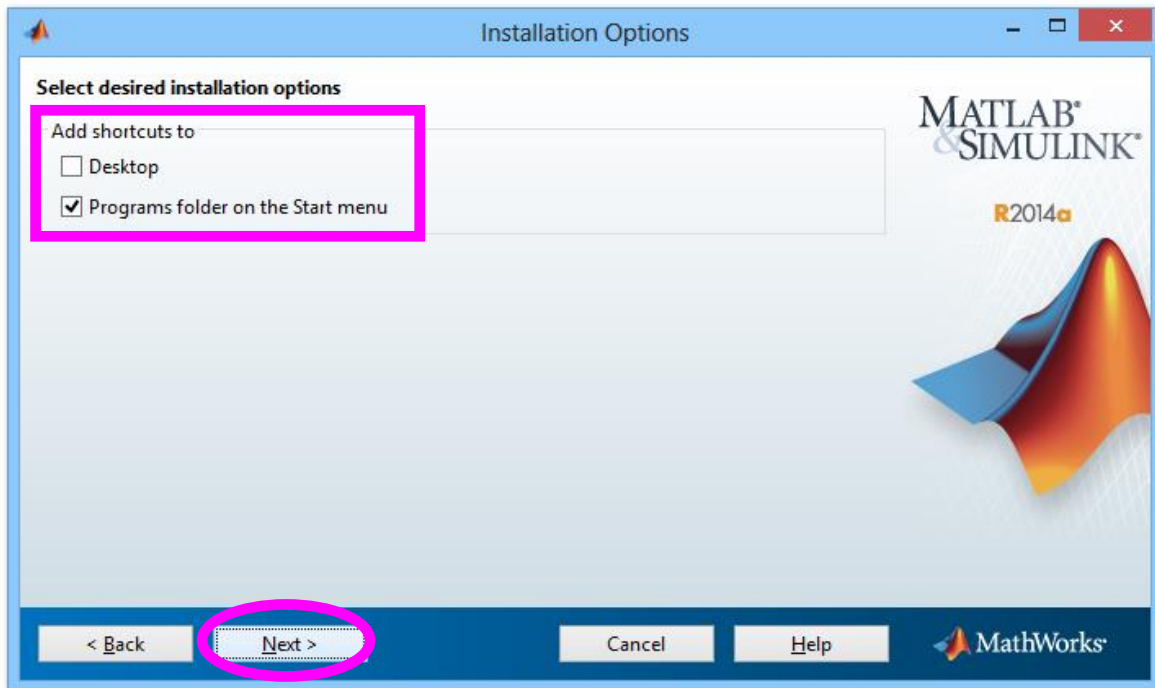 Installation Options
Select desired installation options
Add shortcuts to
Desktop
Programs folder on the Start menu
MATLAB®
&SIMULINK®
R2014a
< Back
Next >
Cancel
Help
MathWorks®